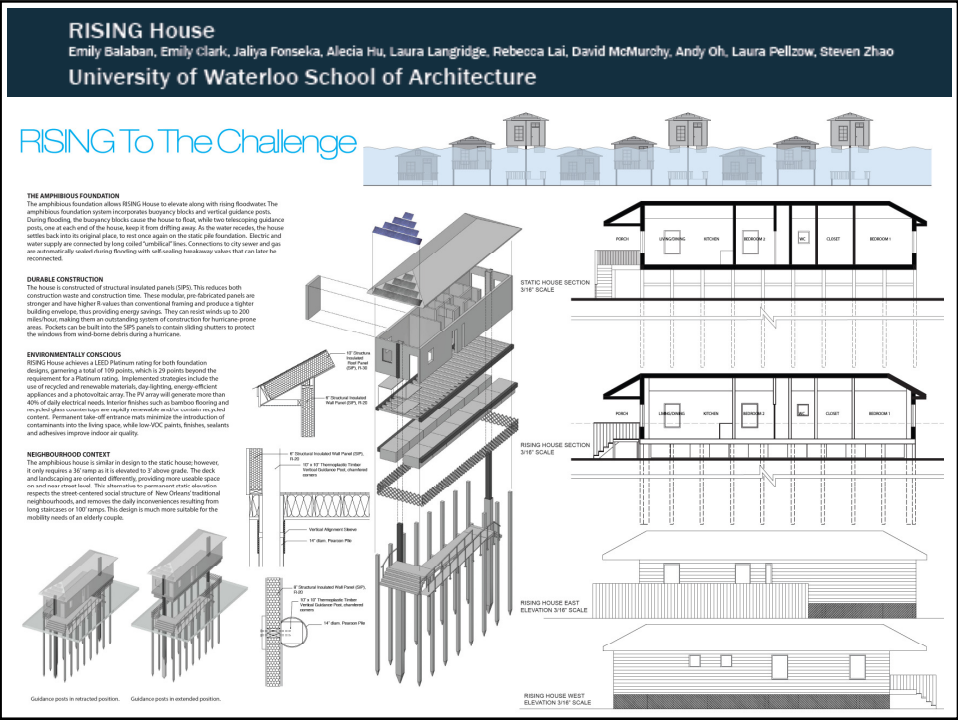 RISING House
Emily Balaban, Emily Clark, Jaliya Fonseka, Alecia Hu, Laura Langridge, Rebecca Lai, David McMurchy, Andy Oh, Laura Pellzow, Steven Zhao
University of Waterloo School of Architecture
RISING To The Challenge
THE AMPHIBIOUS FOUNDATION
The amphibious foundation allows RISING House to elevate along with rising floodwater. The
amphibious foundation system incorporates buoyancy blocks and vertical guidance posts.
During flooding, the buoyancy blocks cause the house to float, while two telescoping guidance
posts, one at each end of the house, keep it from drifting away. As the water recedes, the house
settles back into its original place, to rest once again on the static pile foundation. Electric and
water supply are connected by long coiled "umbilical" lines. Connections to city sewer and gas
are automatically sealed during flooding with self-sealing breakaway valves that can later be
reconnected.
DURABLE CONSTRUCTION
The house is constructed of structural insulated panels (SIPS). This reduces both
construction waste and construction time. These modular, pre-fabricated panels are
stronger and have higher R-values than conventional framing and produce a tighter
building envelope, thus providing energy savings. They can resist winds up to 200
miles/hour, making them an outstanding system of construction for hurricane-prone
areas. Pockets can be built into the SIPS panels to contain sliding shutters to protect
the windows from wind-borne debris during a hurricane.
ENVIRONMENTALLY CONSCIOUS
RISING House achieves a LEED Platinum rating for both foundation
designs, garnering a total of 109 points, which is 29 points beyond the
requirement for a Platinum rating. Implemented strategies include the
use of recycled and renewable materials, day-lighting, energy-efficient
appliances and a photovoltaic array. The PV array will generate more than
40% of daily electrical needs. Interior finishes such as bamboo flooring and
recycled glass countertops are rapidly renewable and/or contain recycled
content. Permanent take-off entrance mats minimize the introduction of
contaminants into the living space, while low-VOC paints, finishes, sealants
and adhesives improve indoor air quality.
NEIGHBOURHOOD CONTEXT
The amphibious house is similar in design to the static house; however,
it only requires a 36' ramp as it is elevated to 3' above grade. The deck
and landscaping are oriented differently, providing more useable space
on and near street level. This alternative to permanent static elevation
respects the street-centered social structure of New Orleans' traditional
neighbourhoods, and removes the daily inconveniences resulting from
long staircases or 100' ramps. This design is much more suitable for the
mobility needs of an elderly couple.
Guidance posts in retracted position.
Guidance posts in extended position.
10" Structura
Insulated
Roof Panel
(SIP), R-30
6" Structural Insulated
Wall Panel (SIP), R-20
6" Structural Insulated Wall Panel (SIP),
R-20
10" x 10" Thermoplastic Timber
Vertical Guidance Post, chamfered
corners
Vertical Alignment Sleeve
14" diam. Pearson Pile
6" Structural Insulated Wall Panel (SIP),
R-20
10" x 10" Thermoplastic Timber
Vertical Guidance Post, chamfered
corners
14" diam. Pearson Pile
PORCH
LIVING/DINING
KITCHEN
BEDROOM 2
WC
CLOSET
BEDROOM 1
STATIC HOUSE SECTION
3/16" SCALE
PORCH
LIVING/DINING
KITCHEN
BEDROOM 2
WC
CLOSET
BEDROOM 1
RISING HOUSE SECTION
3/16" SCALE
RISING HOUSE EAST
ELEVATION 3/16" SCALE
RISING HOUSE WEST
ELEVATION 3/16" SCALE